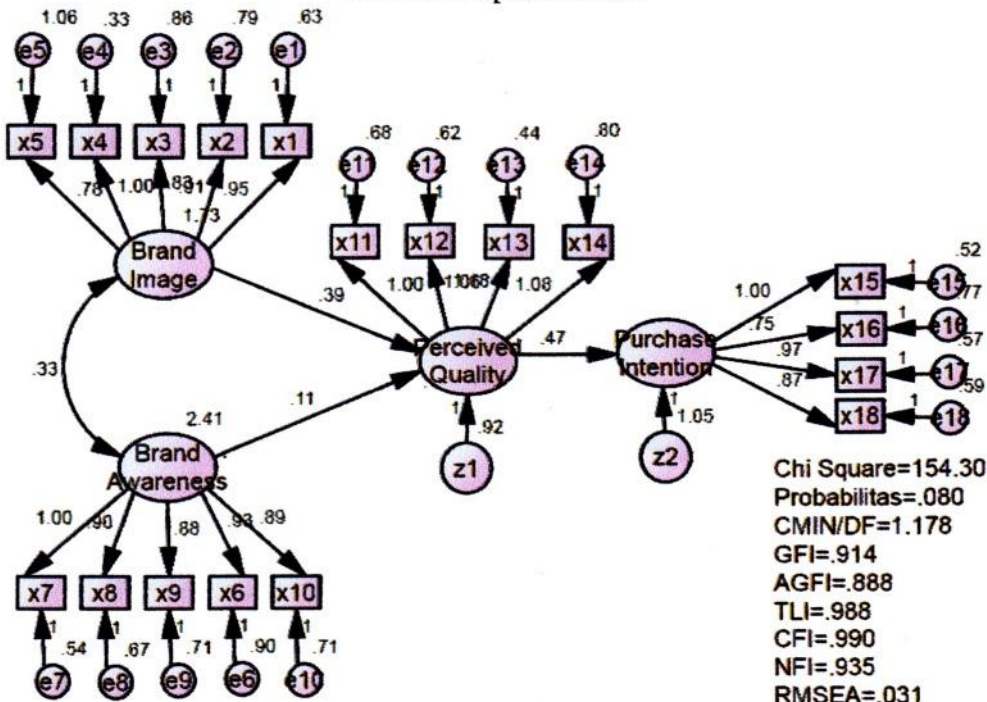 1.06 .33 .86 .79 .63
e5 e4 e3 e2 e1
1 1 1 1 1
x5 x4 x3 x2 x1
.78 1.00 .83 .91 .95
1.73
Brand
Image
.68 .62 .44 .80
e11 e12 e13 e14
1 1 1 1
x11 x12 x13 x14
1.00 1.08
.39
Perceived
Quality
.47
1
.92
z1
Purchase
Intention
1
1.05
z2
1.00
.75
.97
.87
x15 1 e15 .52
x16 1 e16 .77
x17 1 e17 .57
x18 1 e18 .59
.33
.11
2.41
Brand
Awareness
1.00 .90 .88 .93 .89
x7 x8 x9 x6 x10
1 1 1 1 1
.54 .67 .71 .90 .71
e7 e8 e9 e6 e10
Chi Square=154.30
Probabilitas=.080
CMIN/DF=1.178
GFI=.914
AGFI=.888
TLI=.988
CFI=.990
NFI=.935
RMSEA=.031